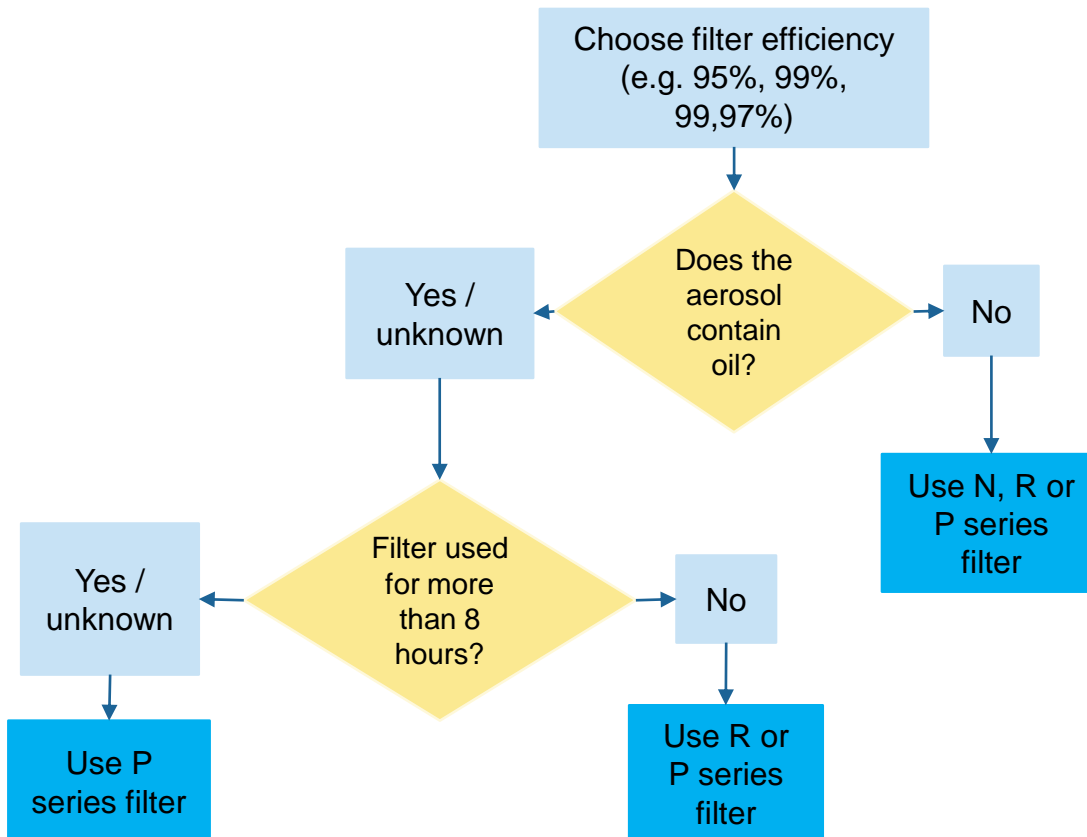 Choose filter efficiency
(e.g. 95%, 99%,
99,97%)
Does the
aerosol
contain
oil?
Yes /
unknown
No
Use N, R or
P series
filter
Filter used
for more
than 8
hours?
Yes /
unknown
No
Use P
series filter
Use R or
P series
filter